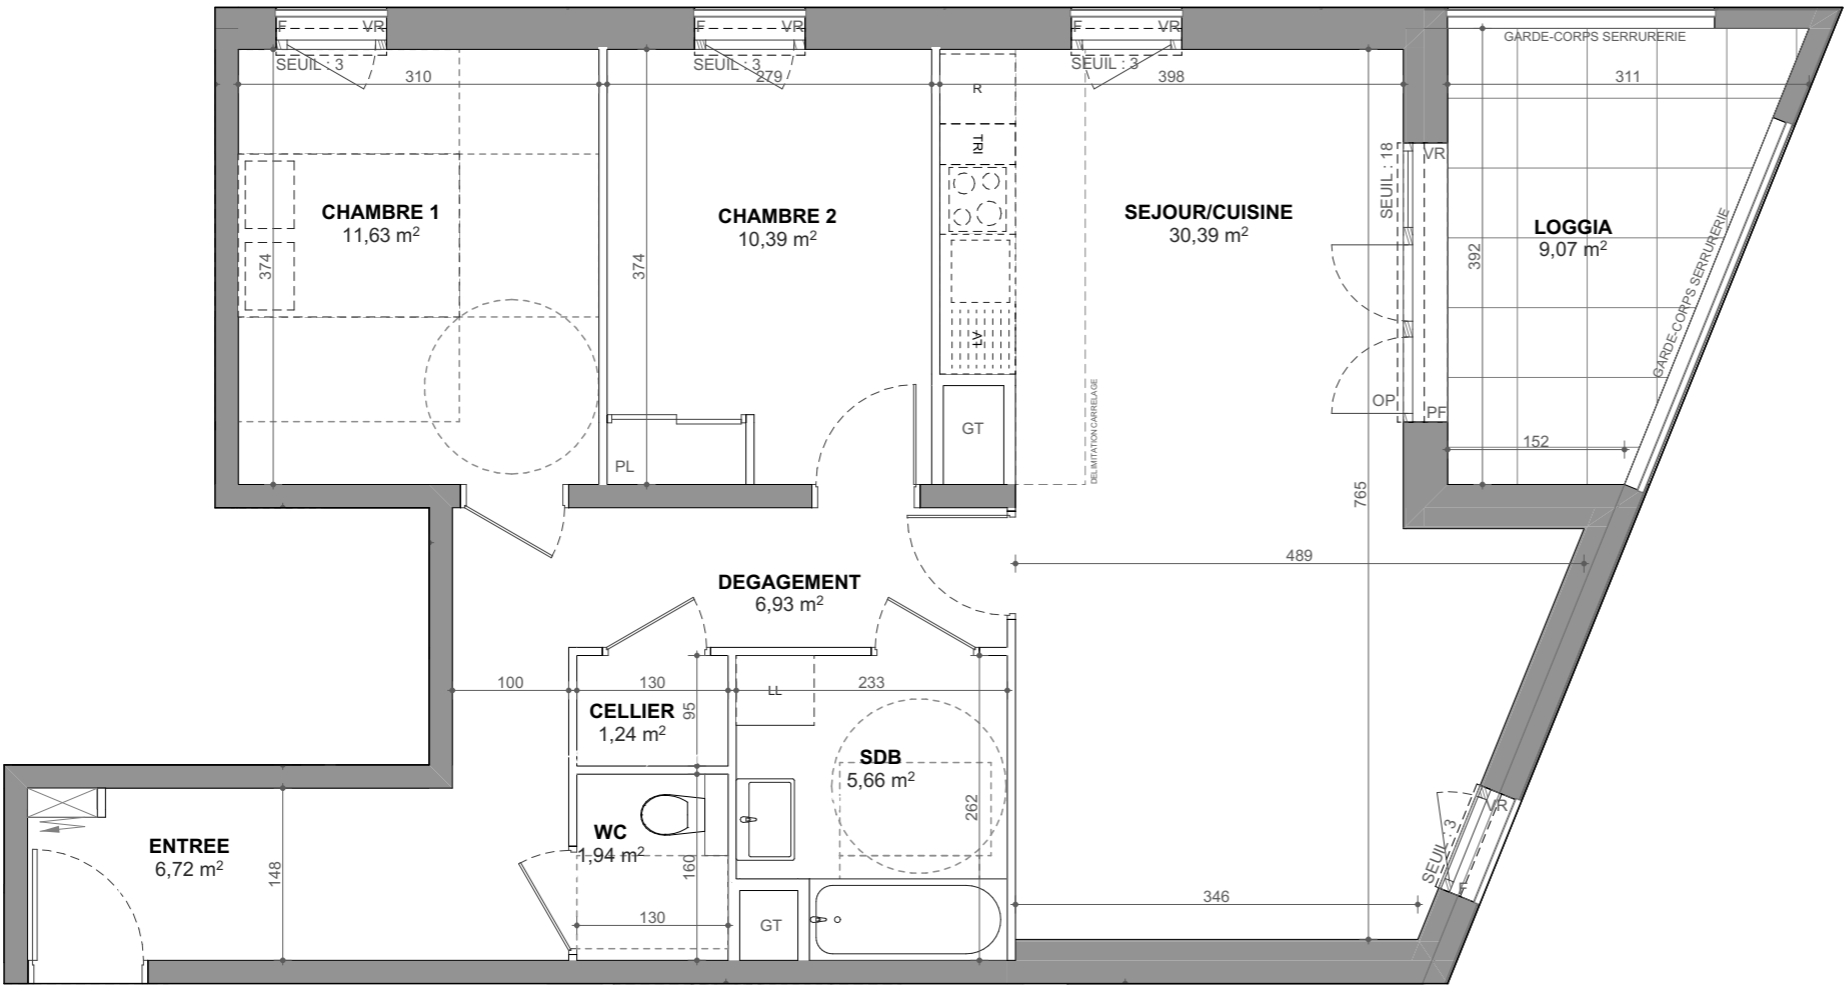 F VR
SEUIL : 3
F VR
SEUIL : 3
F VR
SEUIL : 3
GARDE-CORPS SERRURERIE
310
279
398
311
R
TRI
SEUIL : 18
VR
CHAMBRE 1
11,63 m²
CHAMBRE 2
10,39 m²
SEJOUR/CUISINE
30,39 m²
LOGGIA
9,07 m²
374
374
392
GARDE-CORPS SERRURERIE
LV
DELIMITATION CARRELAGE
OP
PF
GT
152
PL
765
489
DEGAGEMENT
6,93 m²
100
130
233
LL
CELLIER
1,24 m²
95
SDB
5,66 m²
262
VR
SEUIL : 3
F
ENTREE
6,72 m²
148
WC
1,94 m²
160
130
GT
346